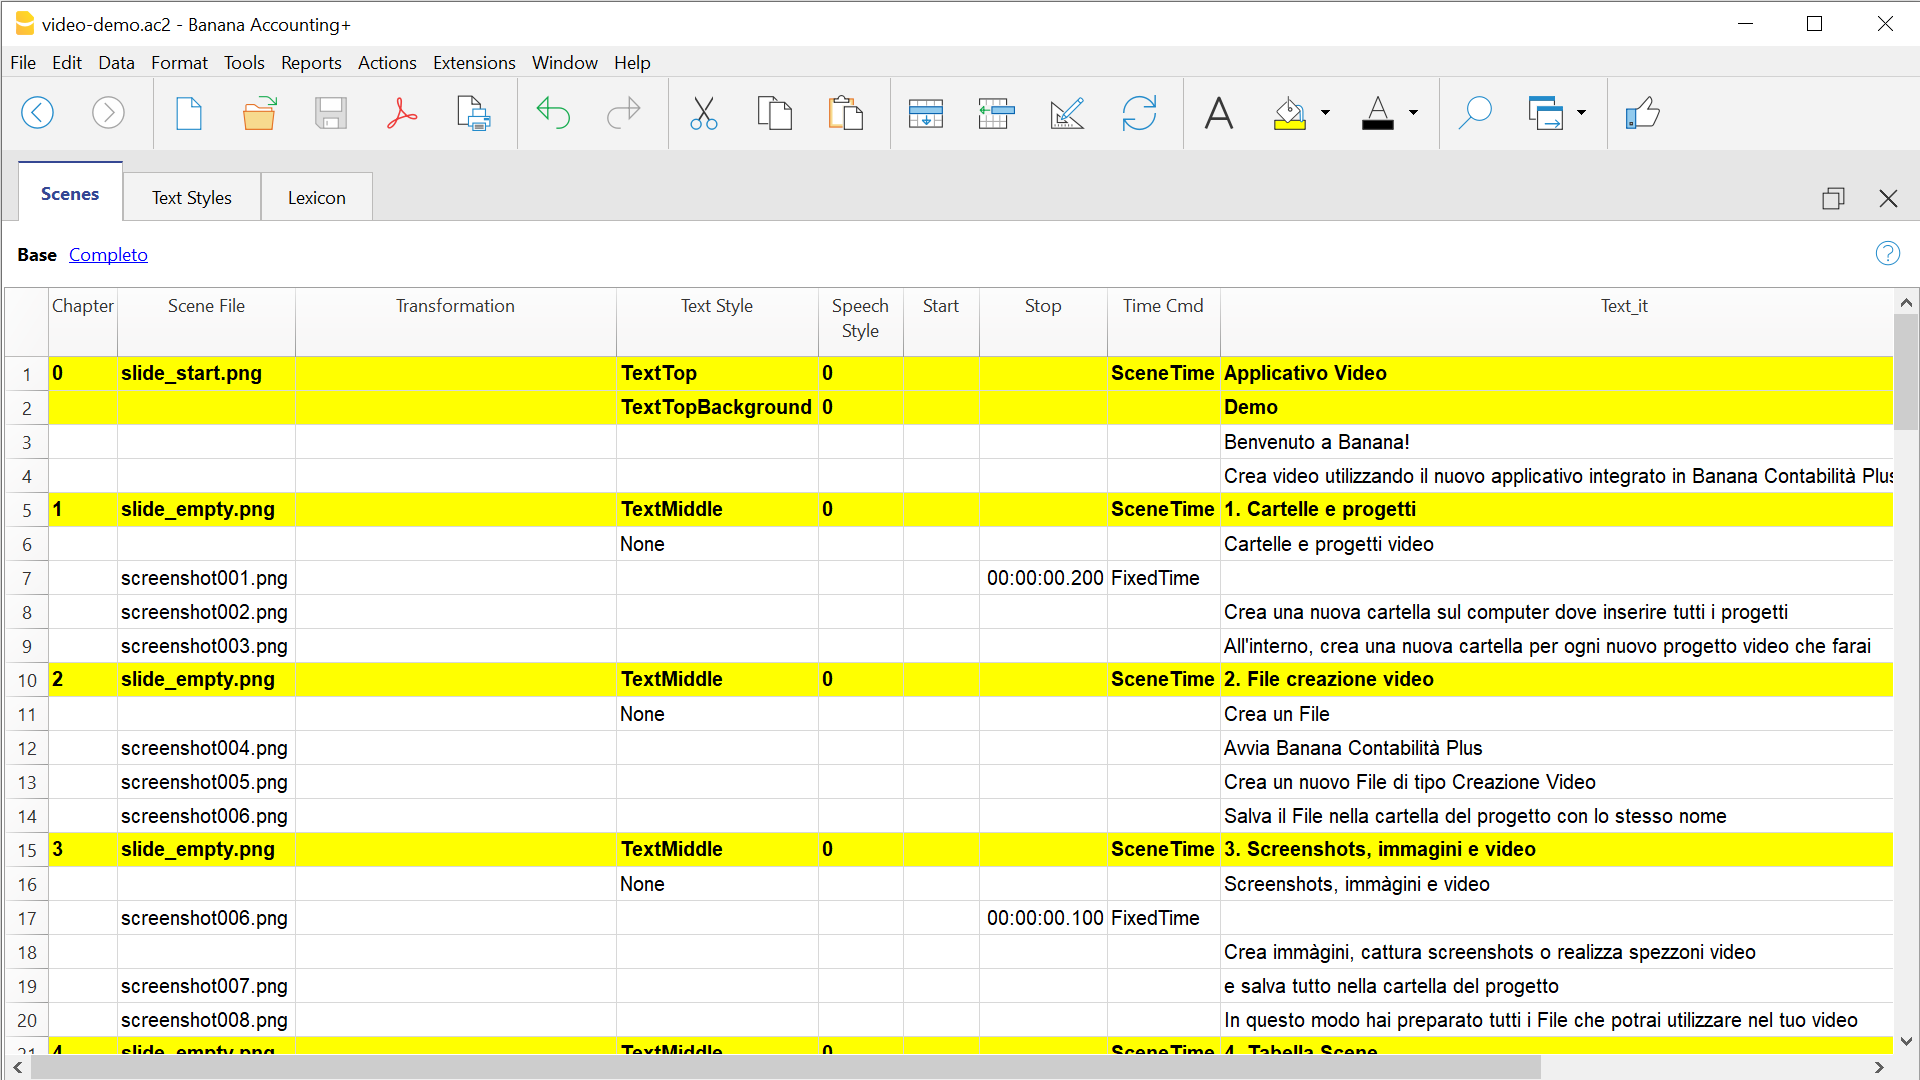 video-demo.ac2 - Banana Accounting+
File Edit Data Format Tools Reports Actions Extensions Window Help
Scenes Text Styles Lexicon
Base Completo
Chapter Scene File Transformation Text Style Speech Style Start Stop Time Cmd Text_it
1 0 slide_start.png TextTop 0 SceneTime Applicativo Video
2 TextTopBackground 0 Demo
3 Benvenuto a Banana!
4 Crea video utilizzando il nuovo applicativo integrato in Banana Contabilità Plus
5 1 slide_empty.png TextMiddle 0 SceneTime 1. Cartelle e progetti
6 None Cartelle e progetti video
7 screenshot001.png 00:00:00.200 FixedTime
8 screenshot002.png Crea una nuova cartella sul computer dove inserire tutti i progetti
9 screenshot003.png All'interno, crea una nuova cartella per ogni nuovo progetto video che farai
10 2 slide_empty.png TextMiddle 0 SceneTime 2. File creazione video
11 None Crea un File
12 screenshot004.png Avvia Banana Contabilità Plus
13 screenshot005.png Crea un nuovo File di tipo Creazione Video
14 screenshot006.png Salva il File nella cartella del progetto con lo stesso nome
15 3 slide_empty.png TextMiddle 0 SceneTime 3. Screenshots, immagini e video
16 None Screenshots, immàgini e video
17 screenshot006.png 00:00:00.100 FixedTime
18 Crea immàgini, cattura screenshots o realizza spezzoni video
19 screenshot007.png e salva tutto nella cartella del progetto
20 screenshot008.png In questo modo hai preparato tutti i File che potrai utilizzare nel tuo video
21 4 slide_empty.png TextMiddle 0 SceneTime 4. Tabella Scene